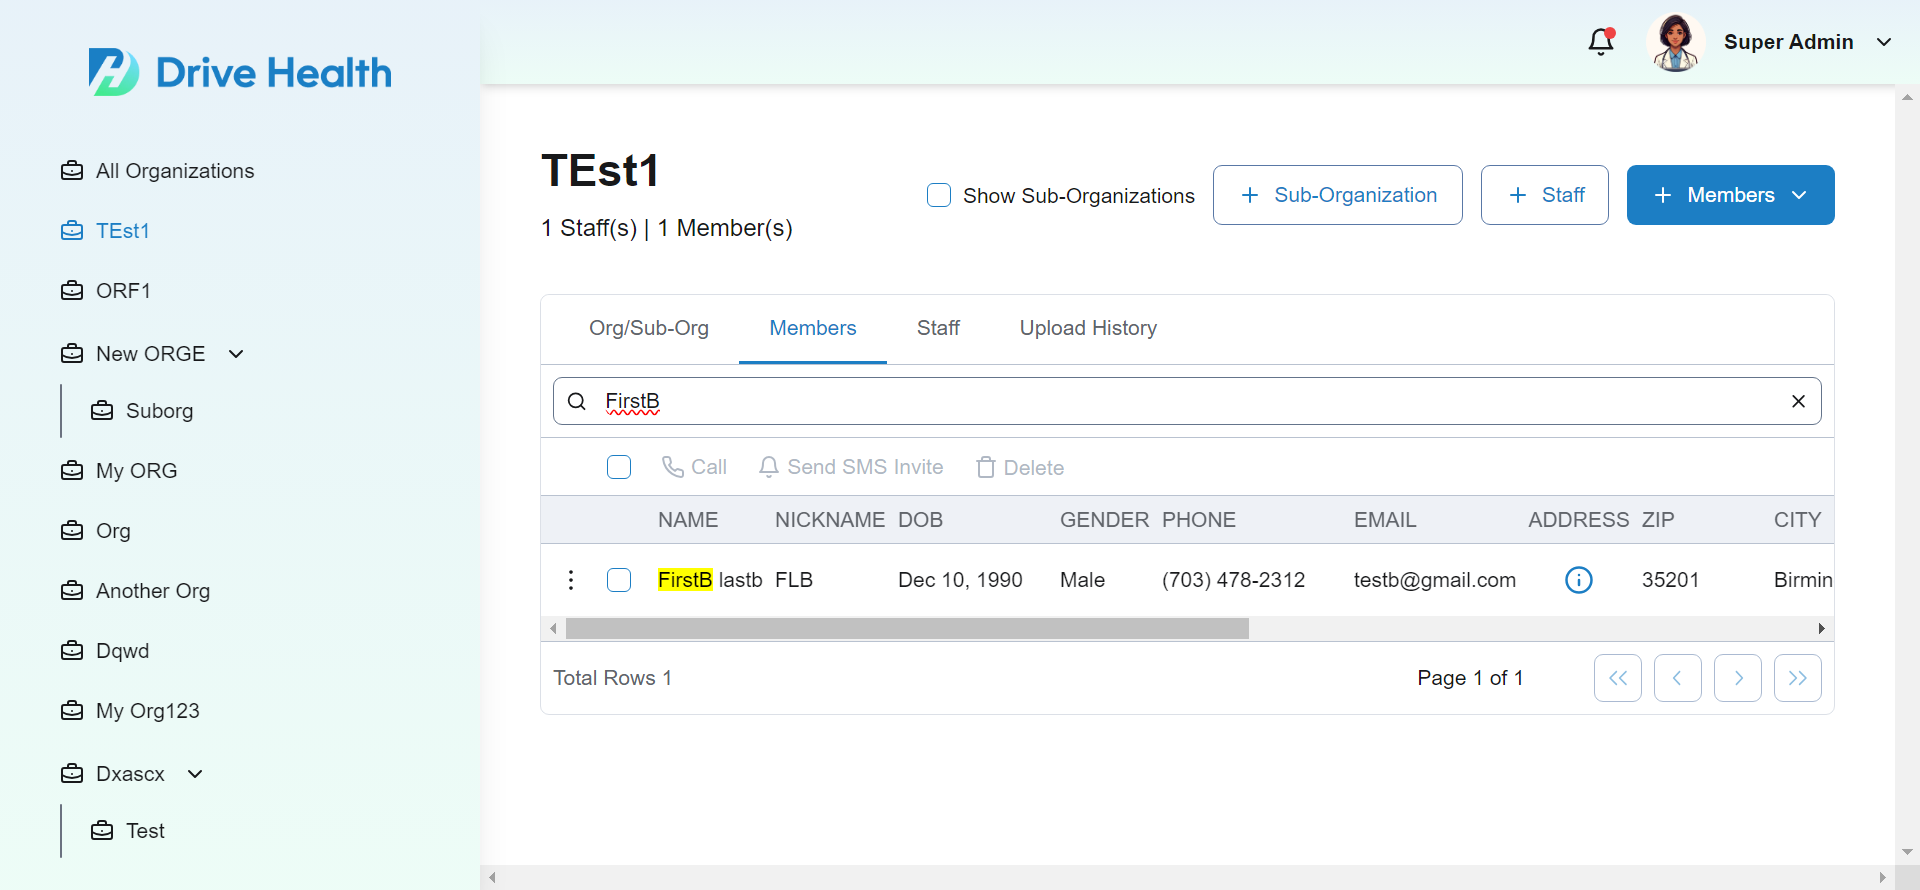 Drive Health
Super Admin
All Organizations
TEst1
ORF1
New ORGE
Suborg
My ORG
Org
Another Org
Dqwd
My Org123
Dxascx
Test
TEst1
1 Staff(s) | 1 Member(s)
Show Sub-Organizations
+ Sub-Organization
+ Staff
+ Members
Org/Sub-Org Members Staff Upload History
FirstB
Call Send SMS Invite Delete
NAME NICKNAME DOB GENDER PHONE EMAIL ADDRESS ZIP CITY
FirstB lastb FLB Dec 10, 1990 Male (703) 478-2312 testb@gmail.com 35201 Birmin
Total Rows 1 Page 1 of 1